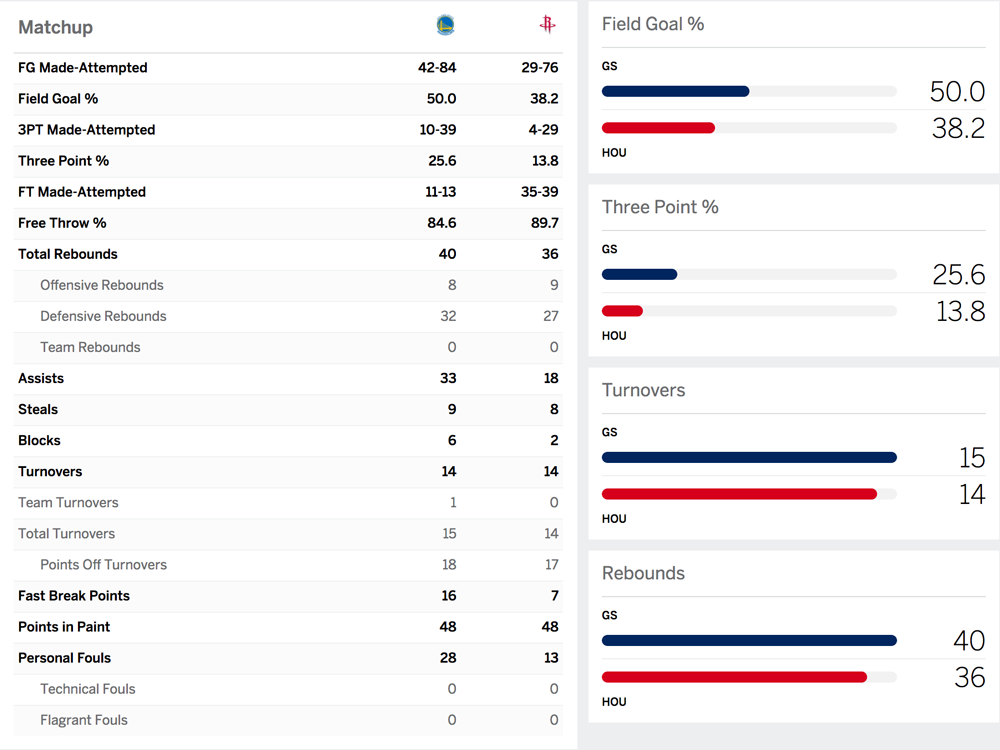 Matchup
FG Made-Attempted 42-84 29-76
Field Goal % 50.0 38.2
3PT Made-Attempted 10-39 4-29
Three Point % 25.6 13.8
FT Made-Attempted 11-13 35-39
Free Throw % 84.6 89.7
Total Rebounds 40 36
Offensive Rebounds 8 9
Defensive Rebounds 32 27
Team Rebounds 0 0
Assists 33 18
Steals 9 8
Blocks 6 2
Turnovers 14 14
Team Turnovers 1 0
Total Turnovers 15 14
Points Off Turnovers 18 17
Fast Break Points 16 7
Points in Paint 48 48
Personal Fouls 28 13
Technical Fouls 0 0
Flagrant Fouls 0 0
Field Goal %
GS
50.0
38.2
HOU
Three Point %
GS
25.6
13.8
HOU
Turnovers
GS
15
14
HOU
Rebounds
GS
40
36
HOU